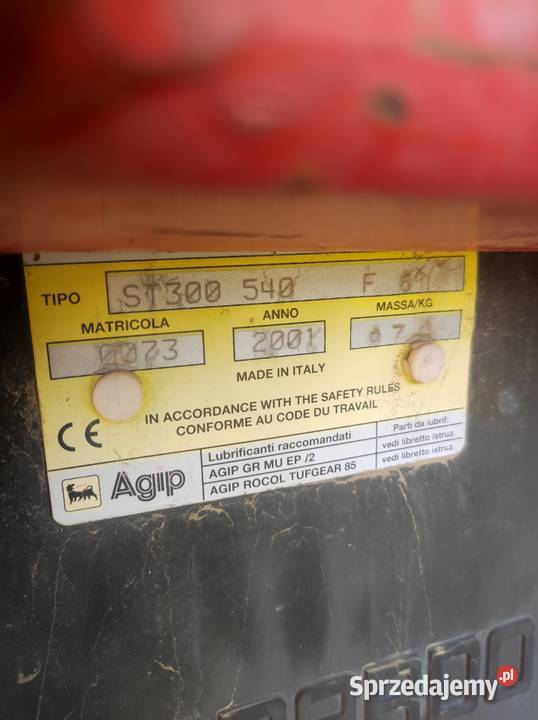 TIPO ST300 540 F
MATRICOLA ANNO MASSA/KG
0073 2001
MADE IN ITALY
IN ACCORDANCE WITH THE SAFETY RULES
CONFORME AU CODE DU TRAVAIL
CE
Agip
Lubrificanti raccomandati Parti da lubrif.
AGIP GR MU EP /2 vedi libretto istruz.
AGIP ROCOL TUFGEAR 85 vedi libretto istruz.
Sprzedajemy.pl